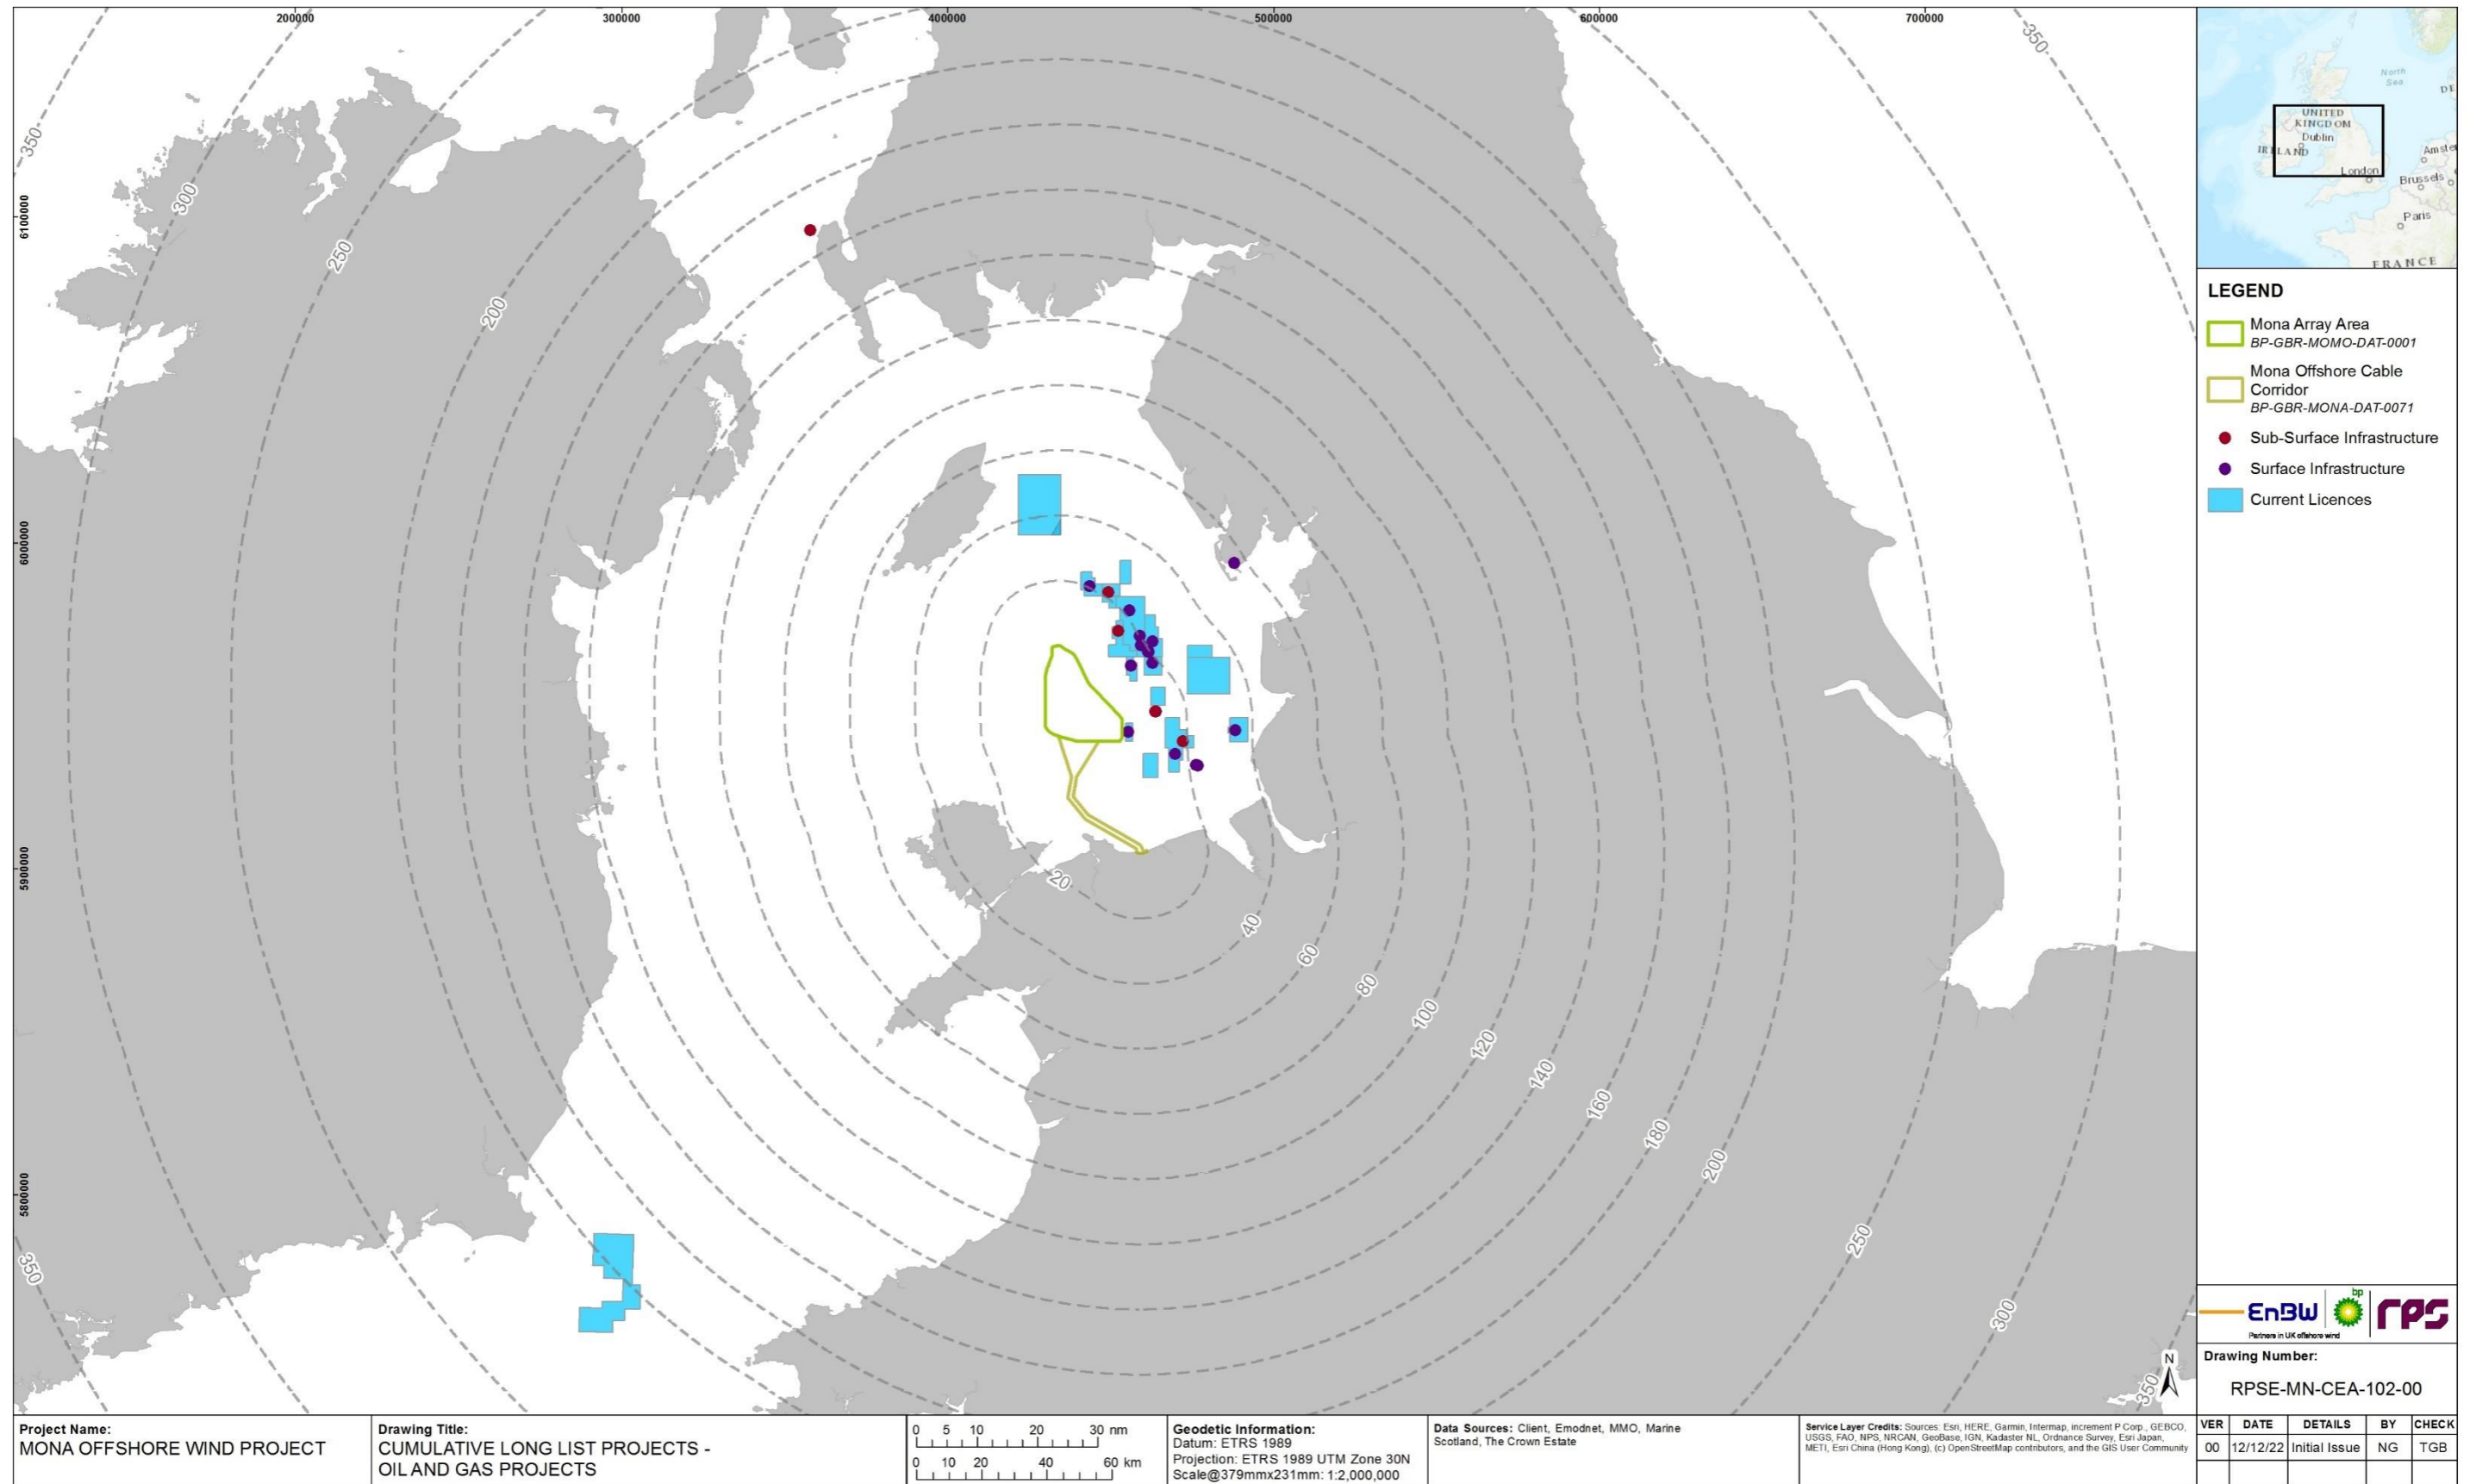 200000
300000
400000
500000
600000
700000
6100000
6000000
5900000
5800000
350
300
250
200
350
20
40
60
80
100
120
140
160
180
200
250
300
350
350
North
Sea
DE
UNITED
KINGDOM
Dublin
IRELAND
London
Amste
Brussels
Paris
FRANCE
LEGEND
Mona Array Area
BP-GBR-MOMO-DAT-0001
Mona Offshore Cable
Corridor
BP-GBR-MONA-DAT-0071
Sub-Surface Infrastructure
Surface Infrastructure
Current Licences
EnBW bp rps
Partners in UK offshore wind
N
Drawing Number:
RPSE-MN-CEA-102-00
Project Name:
MONA OFFSHORE WIND PROJECT
Drawing Title:
CUMULATIVE LONG LIST PROJECTS -
OIL AND GAS PROJECTS
0 5 10 20 30 nm
0 10 20 40 60 km
Geodetic Information:
Datum: ETRS 1989
Projection: ETRS 1989 UTM Zone 30N
Scale@379mmx231mm: 1:2,000,000
Data Sources: Client, Emodnet, MMO, Marine
Scotland, The Crown Estate
Service Layer Credits: Sources: Esri, HERE, Garmin, Intermap, increment P Corp., GEBCO,
USGS, FAO, NPS, NRCAN, GeoBase, IGN, Kadaster NL, Ordnance Survey, Esri Japan,
METI, Esri China (Hong Kong), (c) OpenStreetMap contributors, and the GIS User Community
VER DATE DETAILS BY CHECK
00 12/12/22 Initial Issue NG TGB